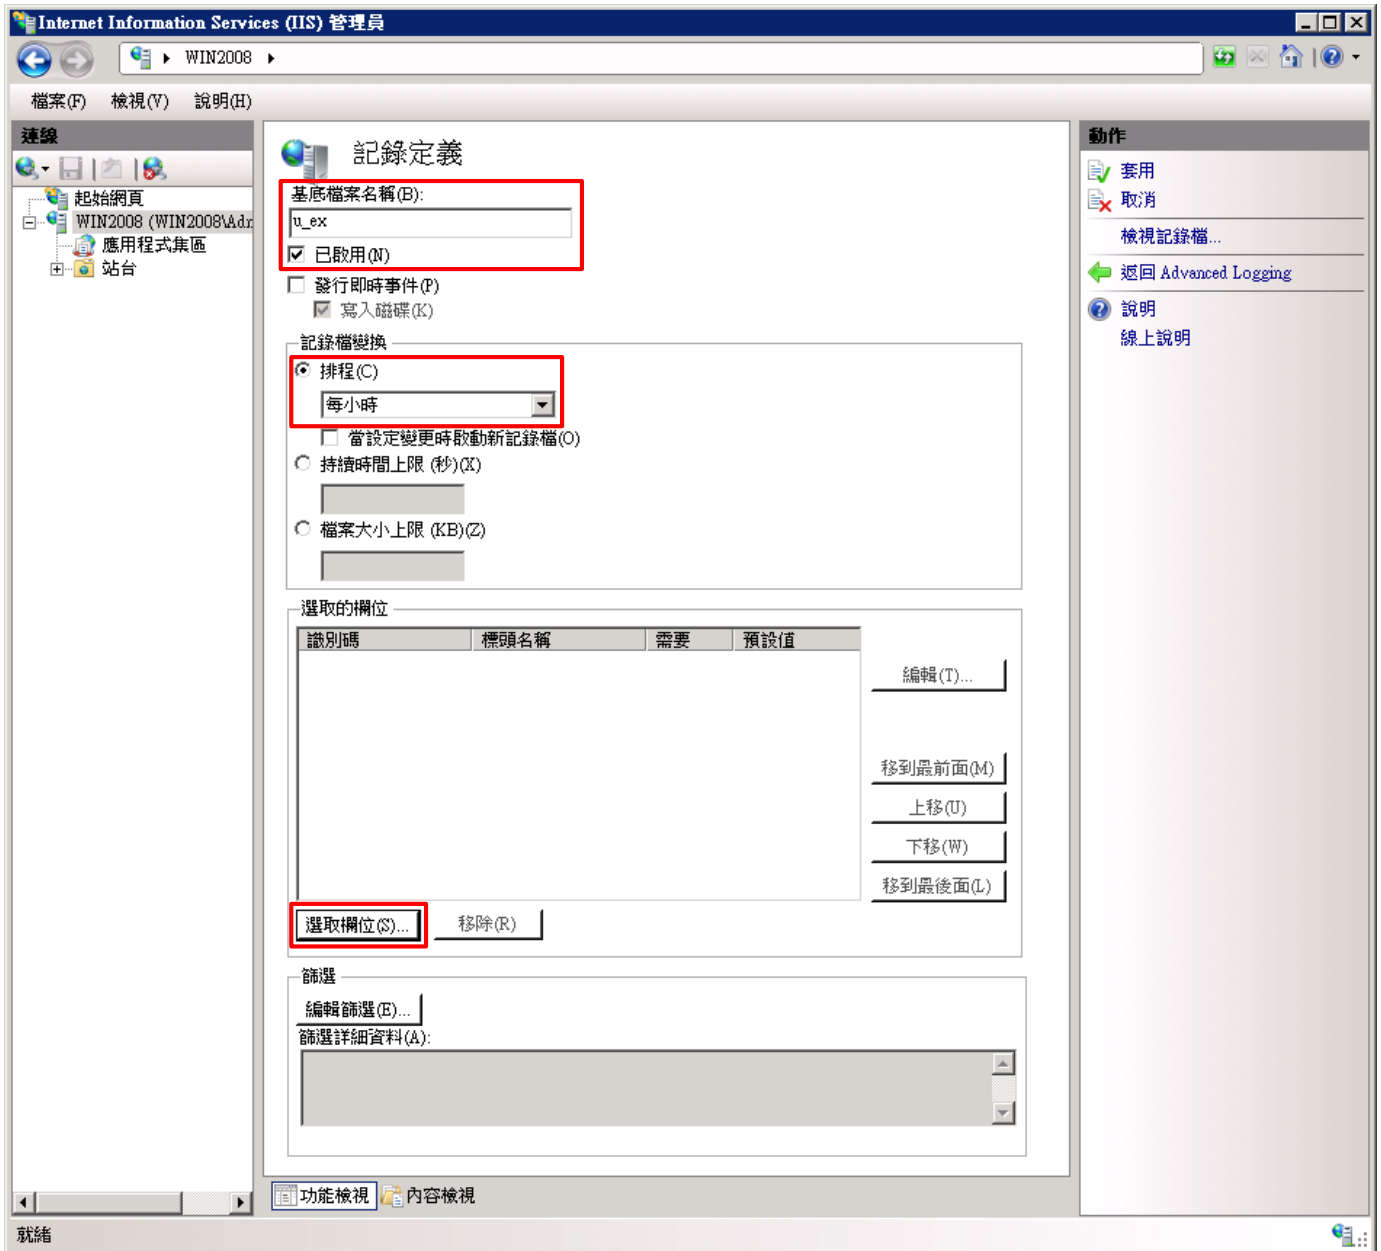 Internet Information Services (IIS) 管理員
WIN2008
檔案(F) 檢視(V) 說明(H)
連線
起始網頁
WIN2008 (WIN2008\Adr
應用程式集區
站台
記錄定義
基底檔案名稱(B):
u_ex
已啟用(N)
發行即時事件(P)
寫入磁碟(K)
記錄檔變換
排程(C)
每小時
當設定變更時啟動新記錄檔(O)
持續時間上限 (秒)(X)
檔案大小上限 (KB)(Z)
選取的欄位
識別碼 標頭名稱 需要 預設值
編輯(T)...
移到最前面(M)
上移(U)
下移(W)
移到最後面(L)
選取欄位(S)... 移除(R)
篩選
編輯篩選(E)...
篩選詳細資料(A):
功能檢視 內容檢視
動作
套用
取消
檢視記錄檔...
返回 Advanced Logging
說明
線上說明
就緒